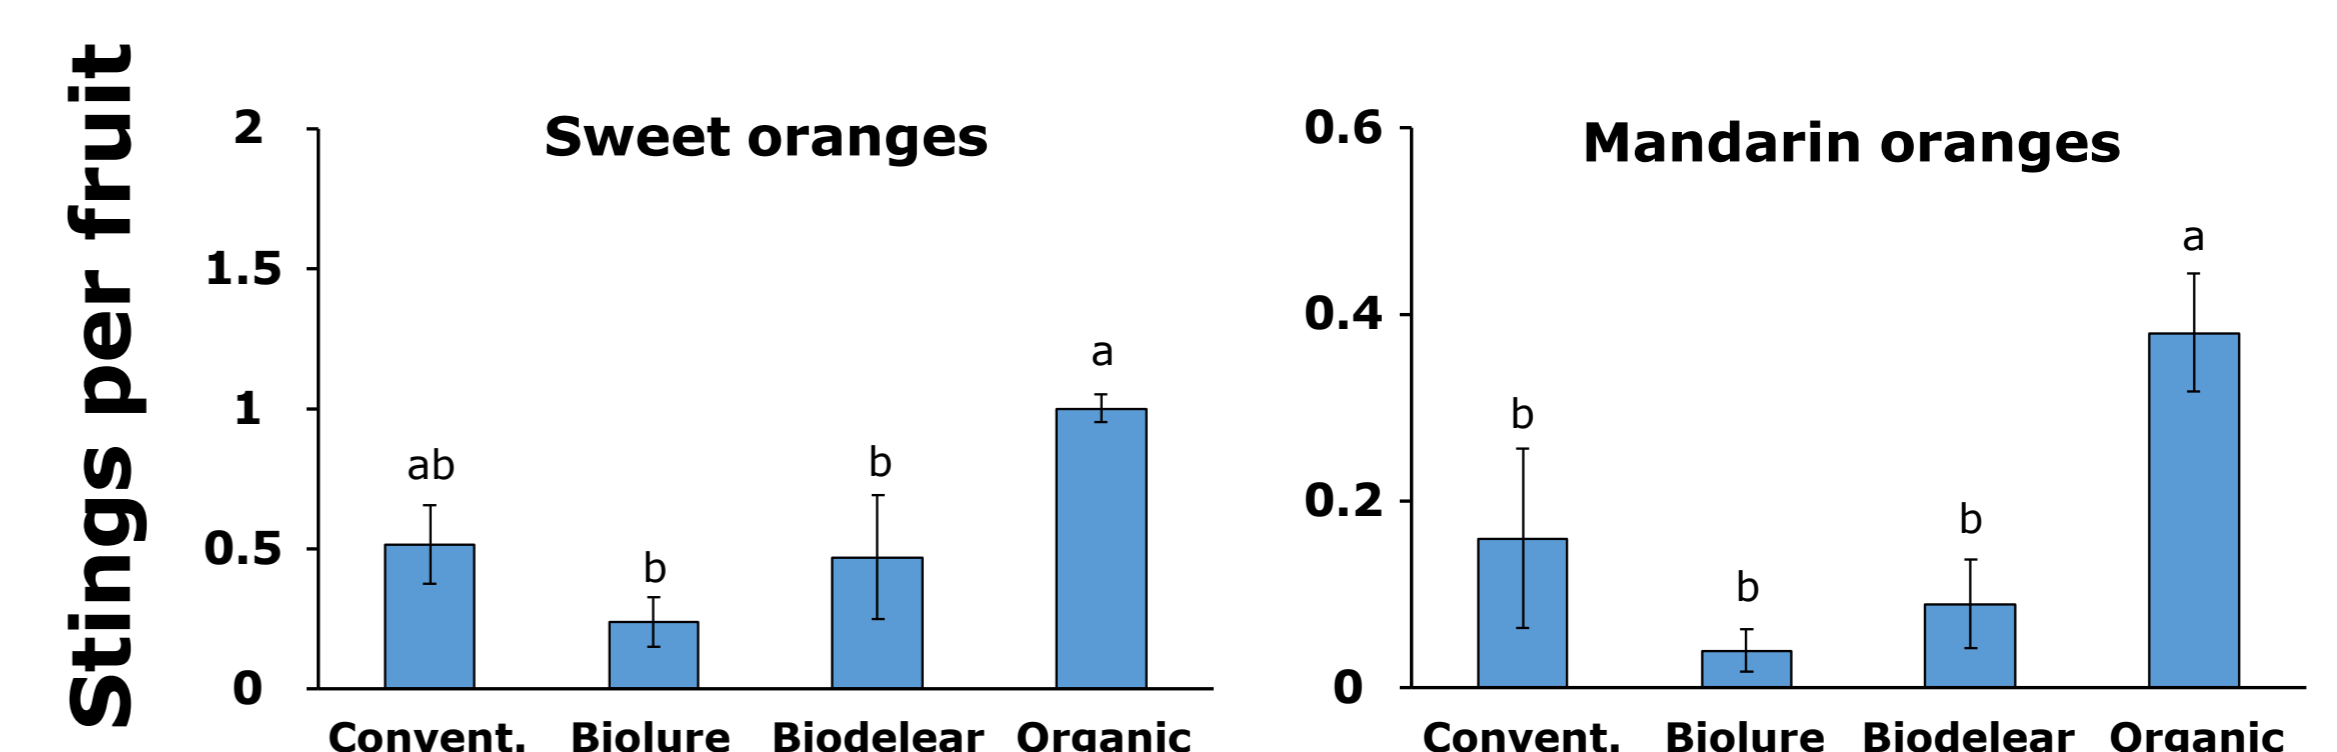 Stings per fruit
Sweet oranges
2
1.5
1
0.5
0
ab
b
b
a
Convent. Biolure Biodelear Organic
Mandarin oranges
0.6
0.4
0.2
0
b
b
b
a
Convent. Biolure Biodelear Organic